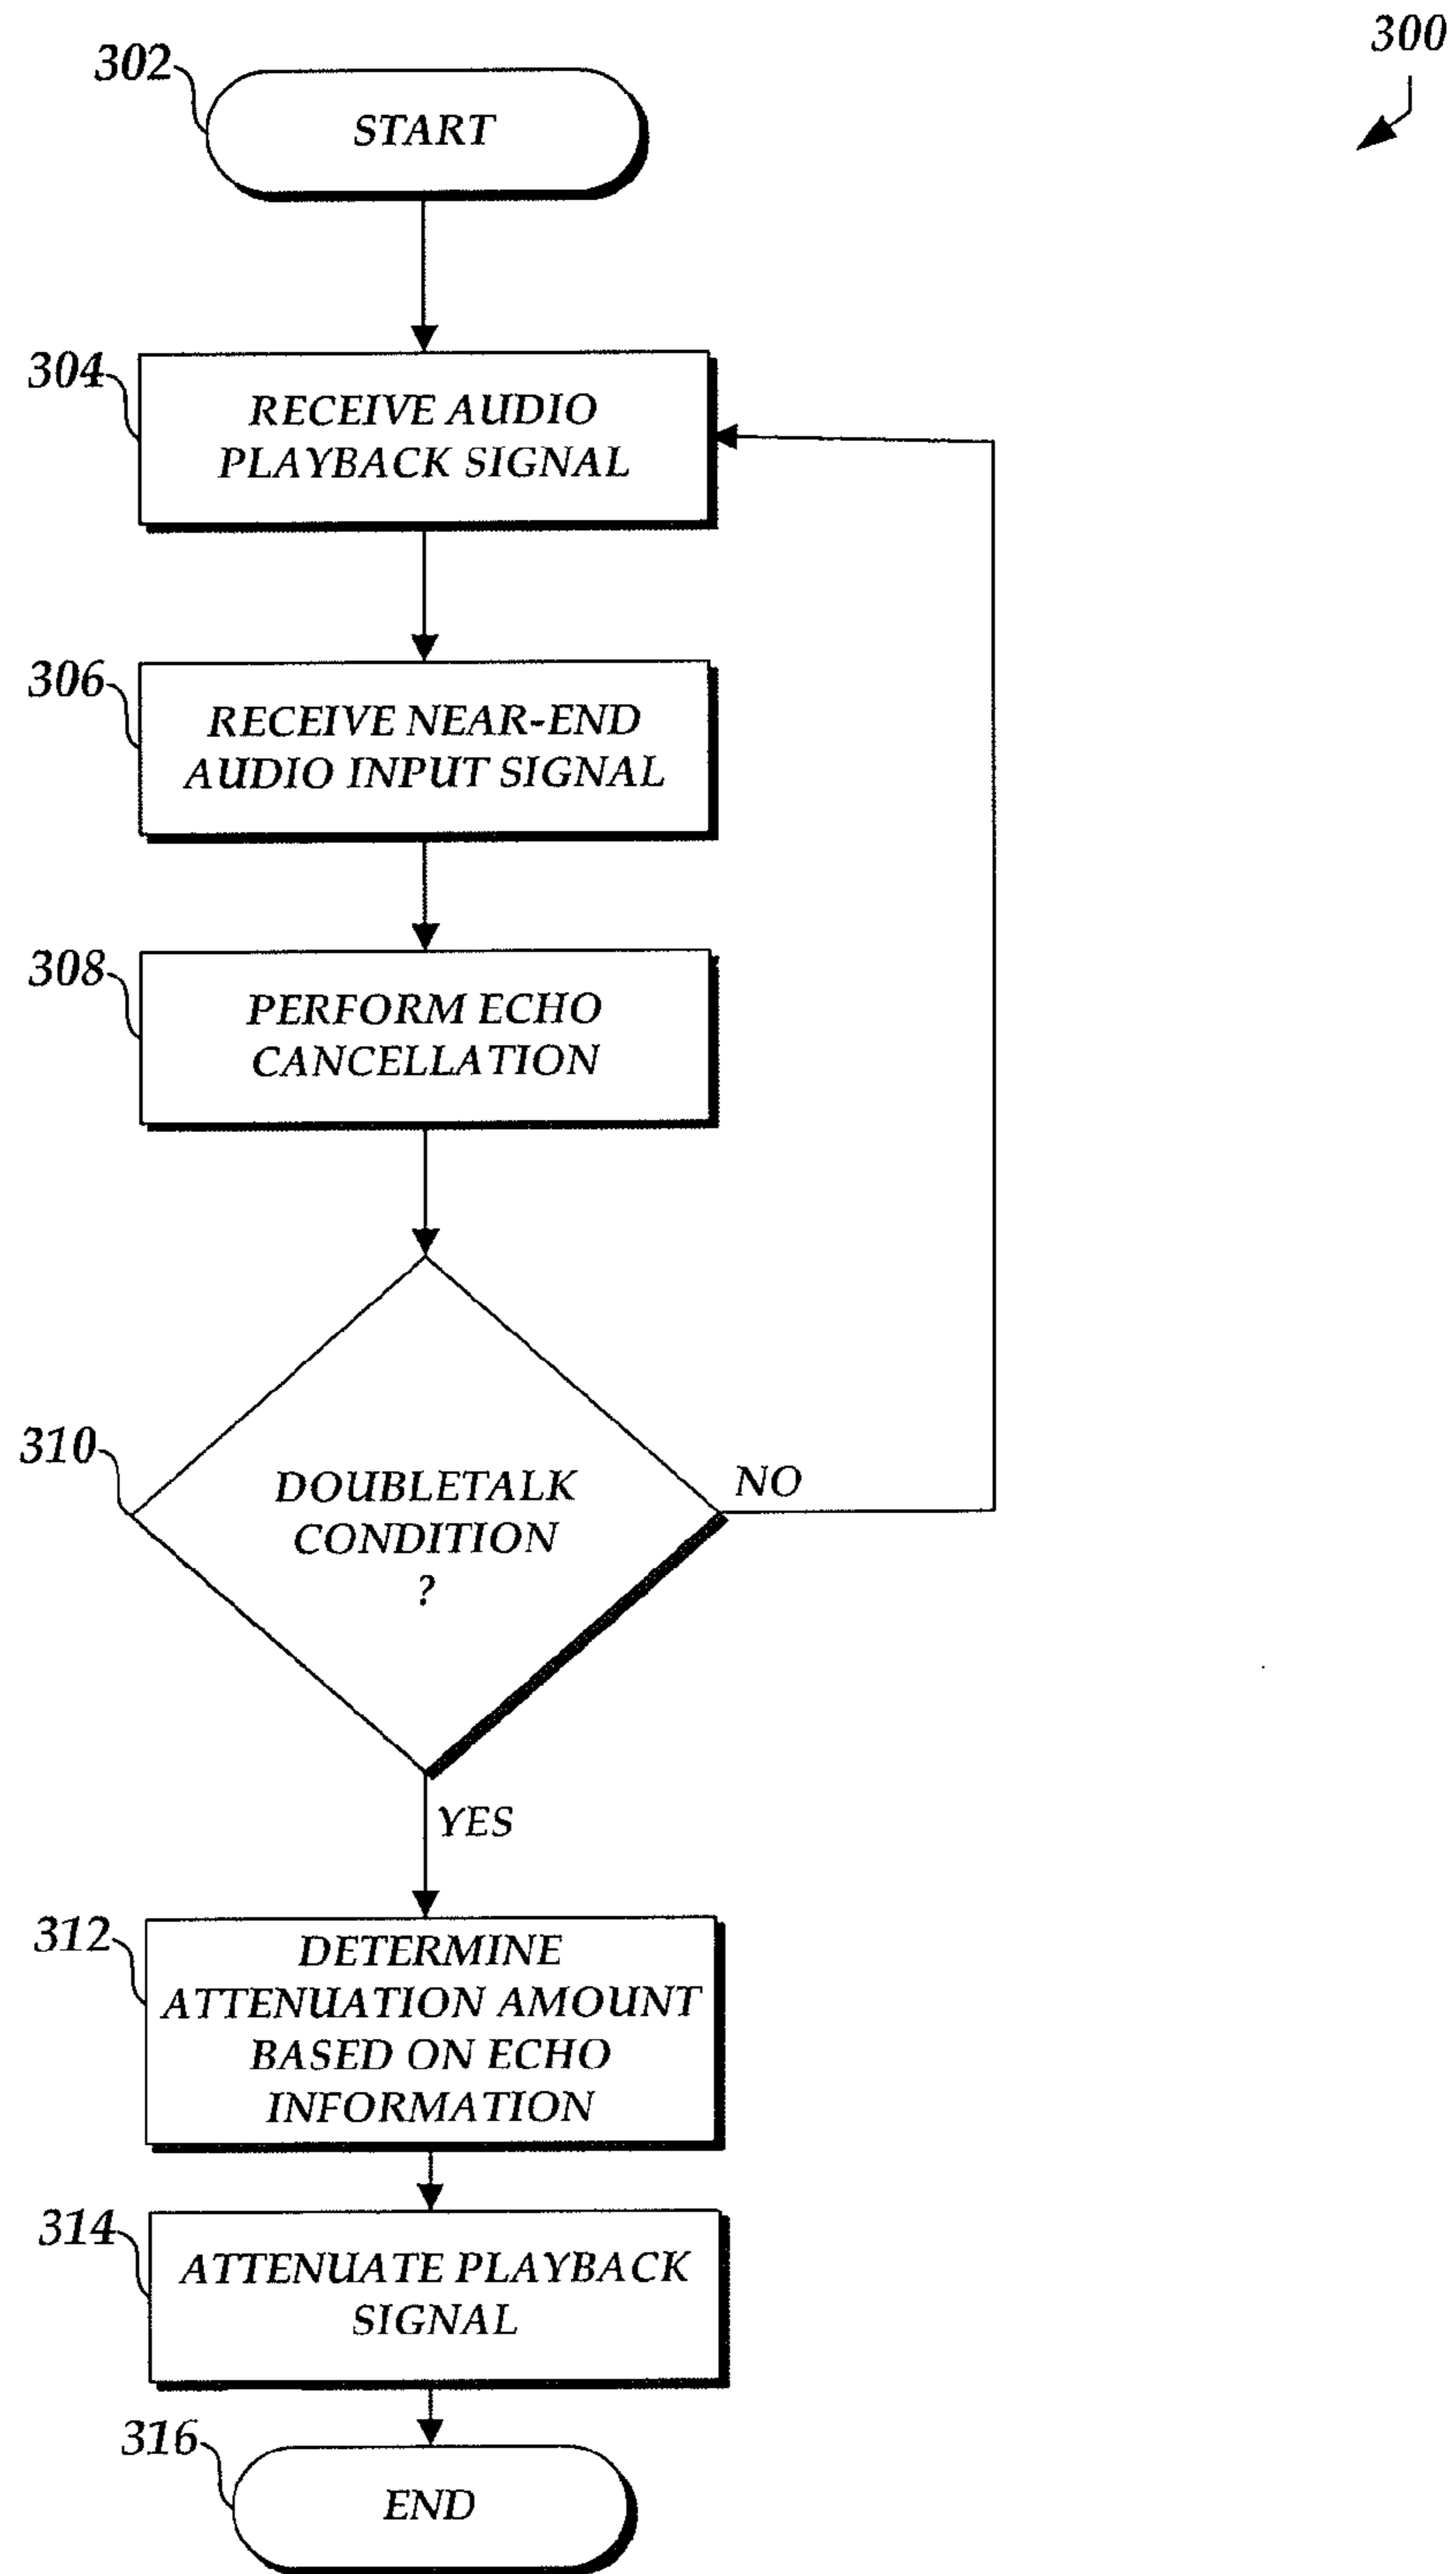 300
302
START
304
RECEIVE AUDIO
PLAYBACK SIGNAL
306
RECEIVE NEAR-END
AUDIO INPUT SIGNAL
308
PERFORM ECHO
CANCELLATION
310
DOUBLETALK
CONDITION
?
NO
YES
312
DETERMINE
ATTENUATION AMOUNT
BASED ON ECHO
INFORMATION
314
ATTENUATE PLAYBACK
SIGNAL
316
END